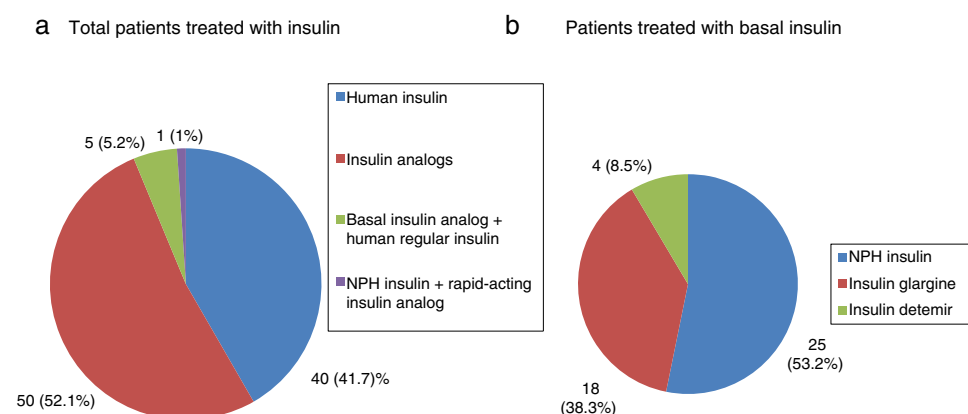 a Total patients treated with insulin
5 (5.2%)
1 (1%)
50 (52.1%)
40 (41.7)%
Human insulin
Insulin analogs
Basal insulin analog +
human regular insulin
NPH insulin + rapid-acting
insulin analog
b Patients treated with basal insulin
4 (8.5%)
18
(38.3%)
25
(53.2%)
NPH insulin
Insulin glargine
Insulin detemir